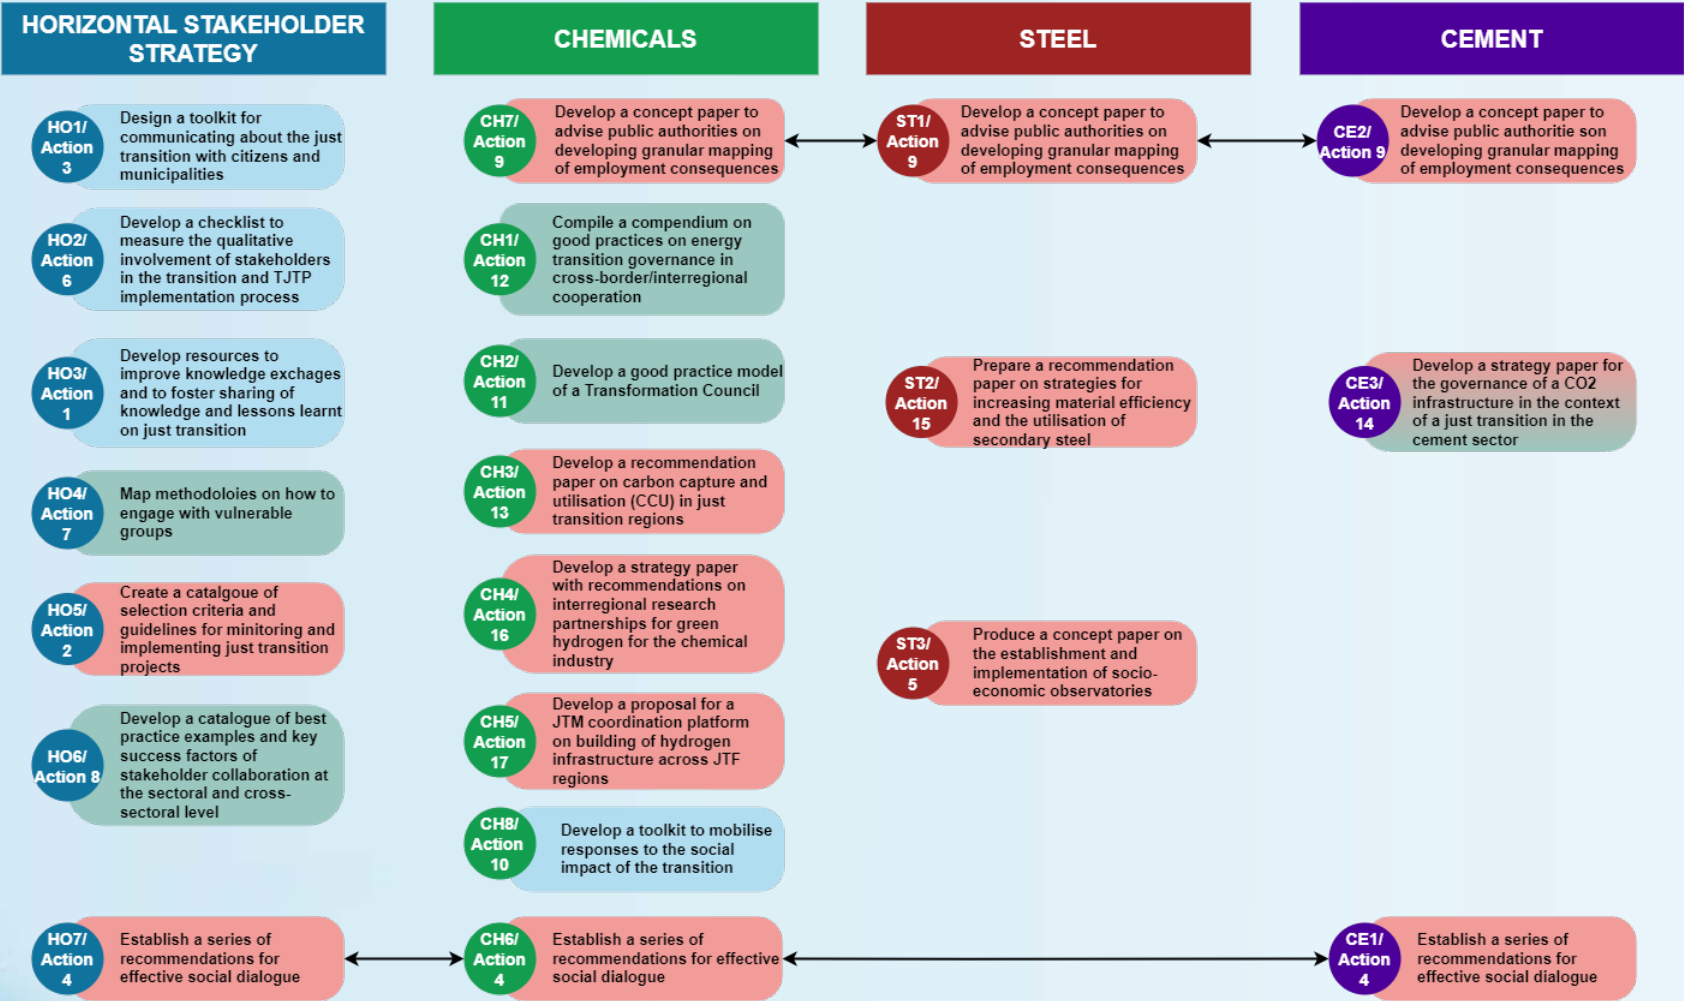 HORIZONTAL STAKEHOLDER
STRATEGY
HO1/
Action
3
Design a toolkit for
communicating about the just
transition with citizens and
municipalities
HO2/
Action
6
Develop a checklist to
measure the qualitative
involvement of stakeholders
in the transition and TJTP
implementation process
HO3/
Action
1
Develop resources to
improve knowledge exchages
and to foster sharing of
knowledge and lessons learnt
on just transition
HO4/
Action
7
Map methodoloies on how to
engage with vulnerable
groups
HO5/
Action
2
Create a catalgoue of
selection criteria and
guidelines for minitoring and
implementing just transition
projects
HO6/
Action 8
Develop a catalogue of best
practice examples and key
success factors of
stakeholder collaboration at
the sectoral and cross-
sectoral level
HO7/
Action
4
Establish a series of
recommendations for
effective social dialogue
CHEMICALS
CH7/
Action
9
Develop a concept paper to
advise public authorities on
developing granular mapping
of employment consequences
CH1/
Action
12
Compile a compendium on
good practices on energy
transition governance in
cross-border/interregional
cooperation
CH2/
Action
11
Develop a good practice model
of a Transformation Council
CH3/
Action
13
Develop a recommendation
paper on carbon capture and
utilisation (CCU) in just
transition regions
CH4/
Action
16
Develop a strategy paper
with recommendations on
interregional research
partnerships for green
hydrogen for the chemical
industry
CH5/
Action
17
Develop a proposal for a
JTM coordination platform
on building of hydrogen
infrastructure across JTF
regions
CH8/
Action
10
Develop a toolkit to mobilise
responses to the social
impact of the transition
CH6/
Action
4
Establish a series of
recommendations for effective
social dialogue
STEEL
ST1/
Action
9
Develop a concept paper to
advise public authorities on
developing granular mapping
of employment consequences
ST2/
Action
15
Prepare a recommendation
paper on strategies for
increasing material efficiency
and the utilisation of
secondary steel
ST3/
Action
5
Produce a concept paper on
the establishment and
implementation of socio-
economic observatories
CEMENT
CE2/
Action 9
Develop a concept paper to
advise public authoritie son
developing granular mapping
of employment consequences
CE3/
Action
14
Develop a strategy paper for
the governance of a CO2
infrastructure in the context
of a just transition in the
cement sector
CE1/
Action
4
Establish a series of
recommendations for
effective social dialogue